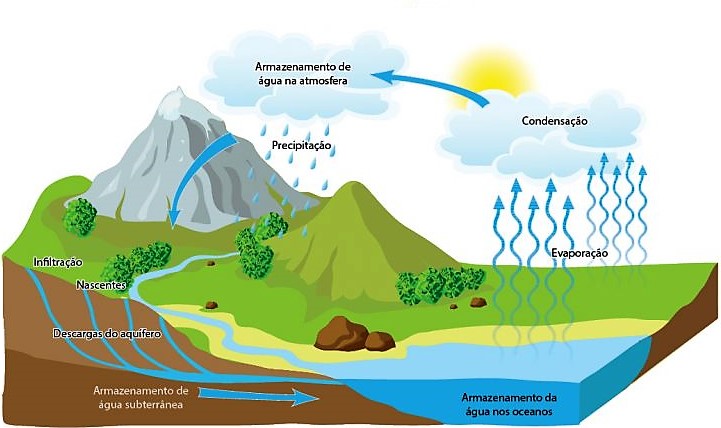 Armazenamento de
água na atmosfera
Condensação
Precipitação
Evaporação
Infiltração
Nascentes
Descargas do aquífero
Armazenamento de
água subterrânea
Armazenamento da
água nos oceanos